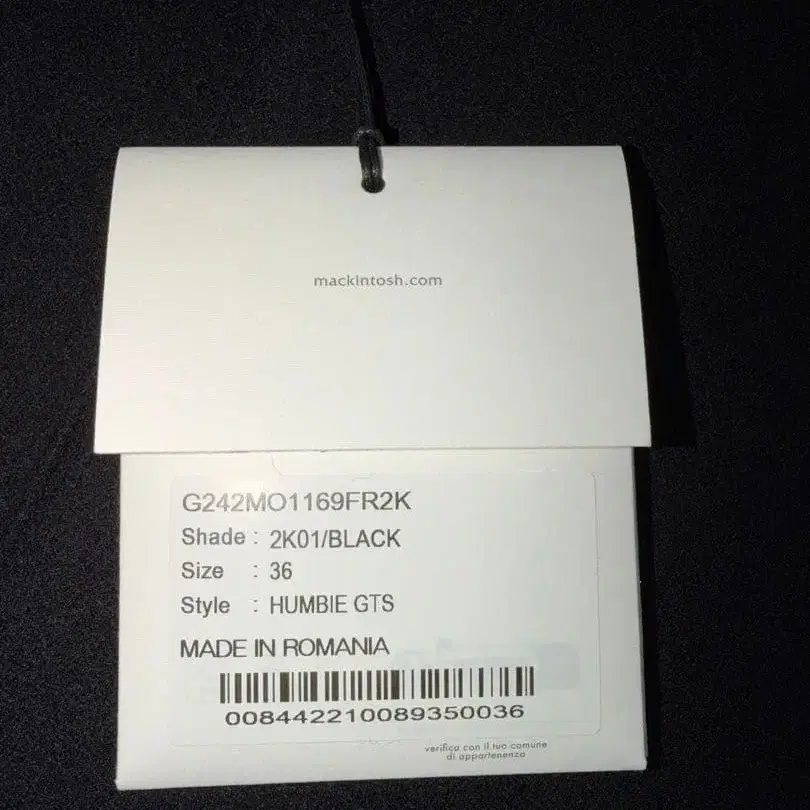 mackintosh.com
G242MO1169FR2K
Shade : 2K01/BLACK
Size : 36
Style : HUMBIE GTS
MADE IN ROMANIA
008442210089350036
verifica con il tuo comune
di appartenenza